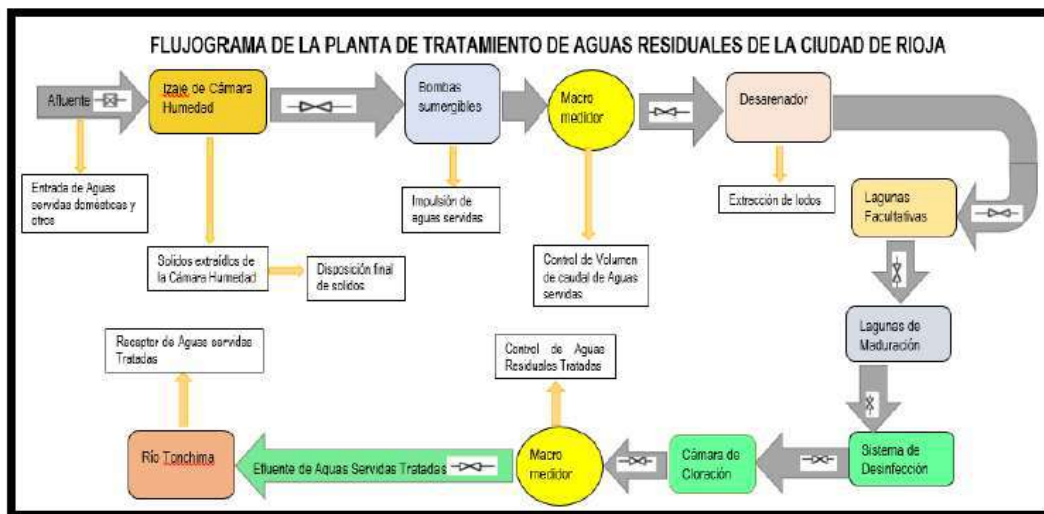 FLUJOGRAMA DE LA PLANTA DE TRATAMIENTO DE AGUAS RESIDUALES DE LA CIUDAD DE RIOJA
Afluente
Izaje de Cámara
Humedad
Bombas
sumergibles
Macro
medidor
Desarenador
Entrada de Aguas
servidas domésticas y
otros
Impulsión de
aguas servidas
Extracción de lodos
Lagunas
Facultativas
Solidos extraídos de
la Cámara Humedad
Disposición final
de solidos
Control de Volumen
de caudal de Aguas
servidas
Lagunas de
Maduración
Receptor de Aguas servidas
Tratadas
Control de Aguas
Residuales Tratadas
Río Tonchima
Efluente de Aguas Servidas Tratadas
Macro
medidor
Cámara de
Cloración
Sistema de
Desinfección